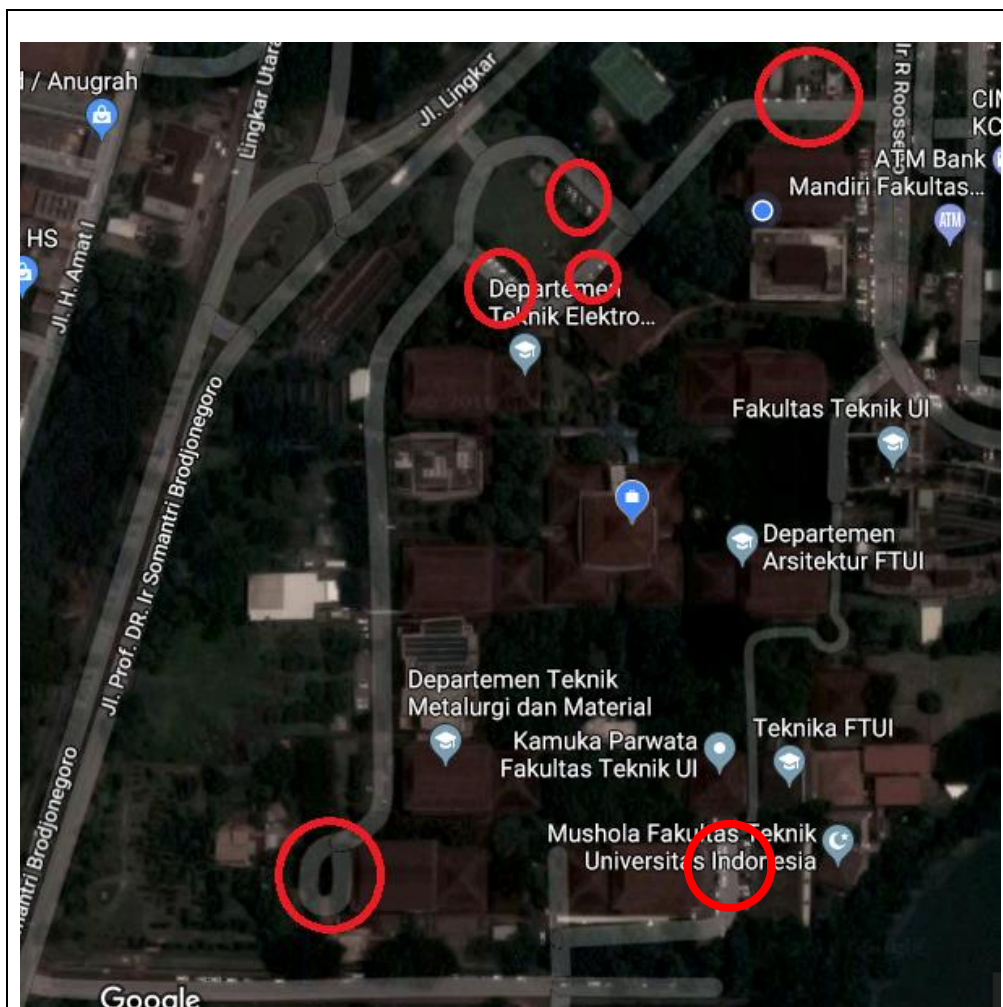 d / Anugrah
Lingkar Utara
Jl. Lingkar
Ir R Roosseno
CIM
KC
ATM Bank
Mandiri Fakultas...
ATM
HS
Jl. H. Amat I
Departemen
Teknik Elektro...
Fakultas Teknik UI
Jl. Prof. DR. Ir Somantri Brodjonegoro
Departemen
Arsitektur FTUI
Departemen Teknik
Metalurgi dan Material
Kamuka Parwata
Fakultas Teknik UI
Teknika FTUI
Mushola Fakultas Teknik
Universitas Indonesia
mantri Brodjonegoro
Google